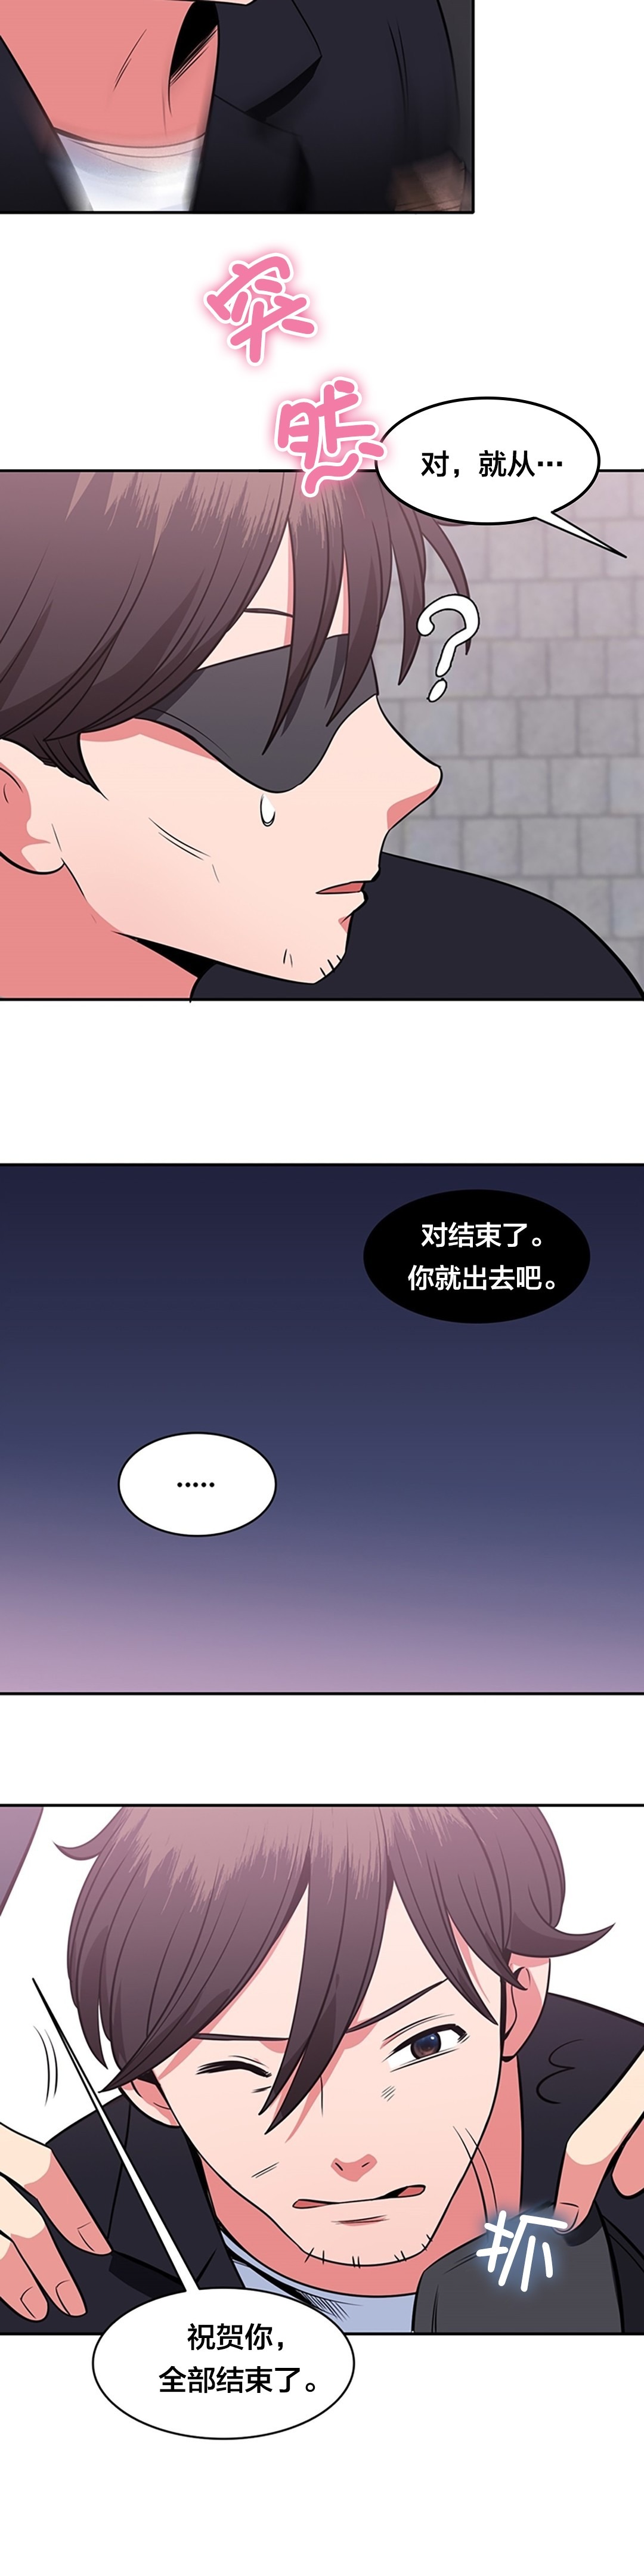 突
然
对，就从…
?
对结束了。
你就出去吧。
.....
抓
祝贺你，
全部结束了。